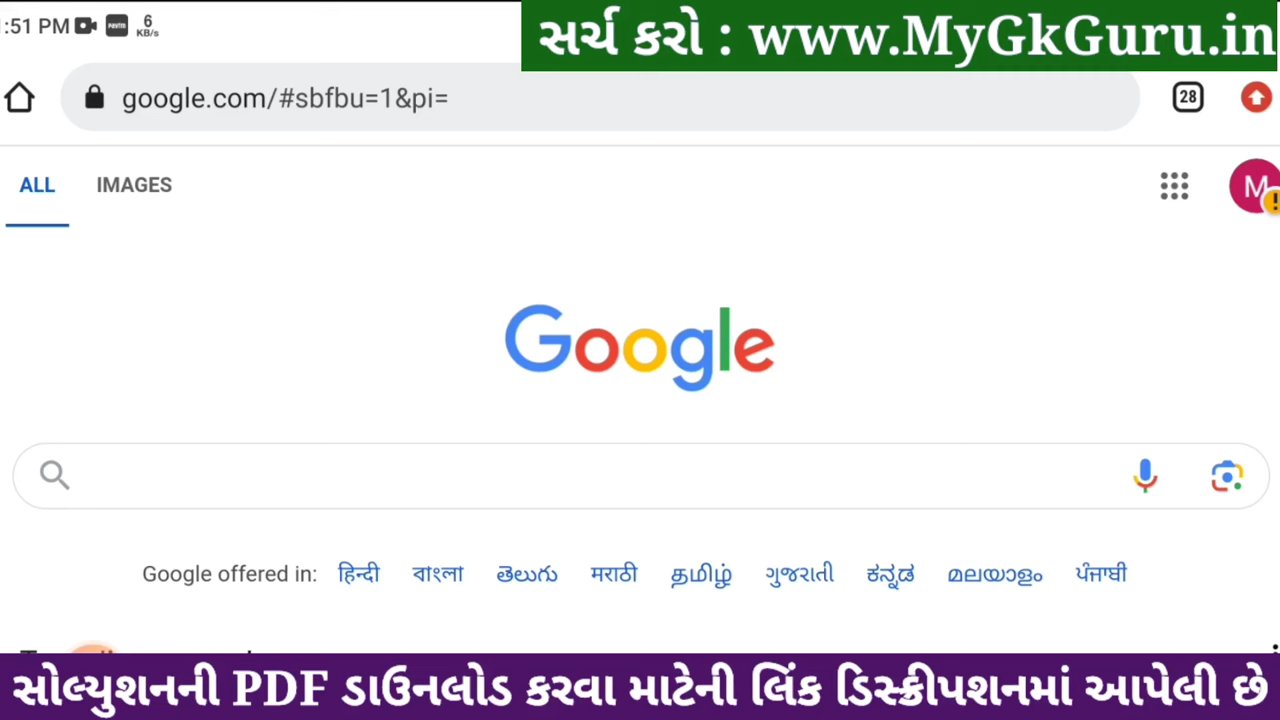 :51 PM paytm 6 KB/s
સર્ચ કરો : www.MyGkGuru.in
google.com/#sbfbu=1&pi=
28
ALL IMAGES
M
!
Google
Google offered in: हिन्दी বাংলা తెలుగు मराठी தமிழ் ગુજરાતી ಕನ್ನಡ മലയാളം ਪੰਜਾਬੀ
સોલ્યુશનની PDF ડાઉનલોડ કરવા માટેની લિંક ડિસ્ક્રીપશનમાં આપેલી છે